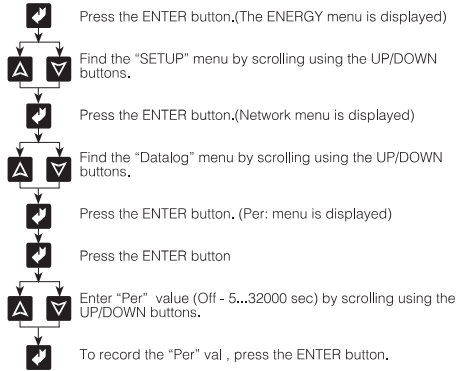 Press the ENTER button.(The ENERGY menu is displayed)
Find the “SETUP” menu by scrolling using the UP/DOWN
buttons.
Press the ENTER button.(Network menu is displayed)
Find the “Datalog” menu by scrolling using the UP/DOWN
buttons.
Press the ENTER button. (Per: menu is displayed)
Press the ENTER button
Enter “Per” value (Off - 5...32000 sec) by scrolling using the
UP/DOWN buttons.
To record the “Per” val , press the ENTER button.